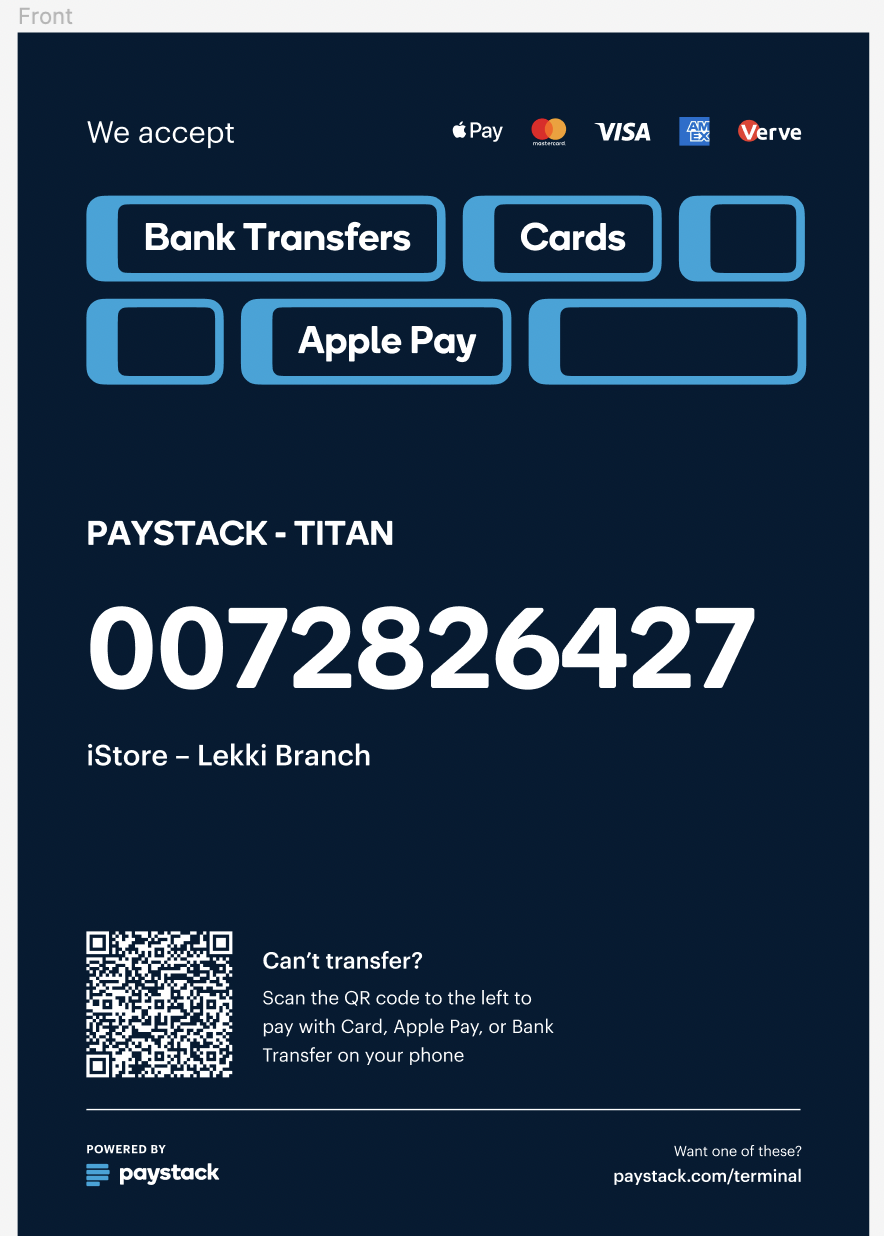 Front
We accept
Pay
mastercard.
VISA
AM
EX
Verve
Bank Transfers
Cards
Apple Pay
PAYSTACK - TITAN
0072826427
iStore – Lekki Branch
Can’t transfer?
Scan the QR code to the left to
pay with Card, Apple Pay, or Bank
Transfer on your phone
POWERED BY
paystack
Want one of these?
paystack.com/terminal